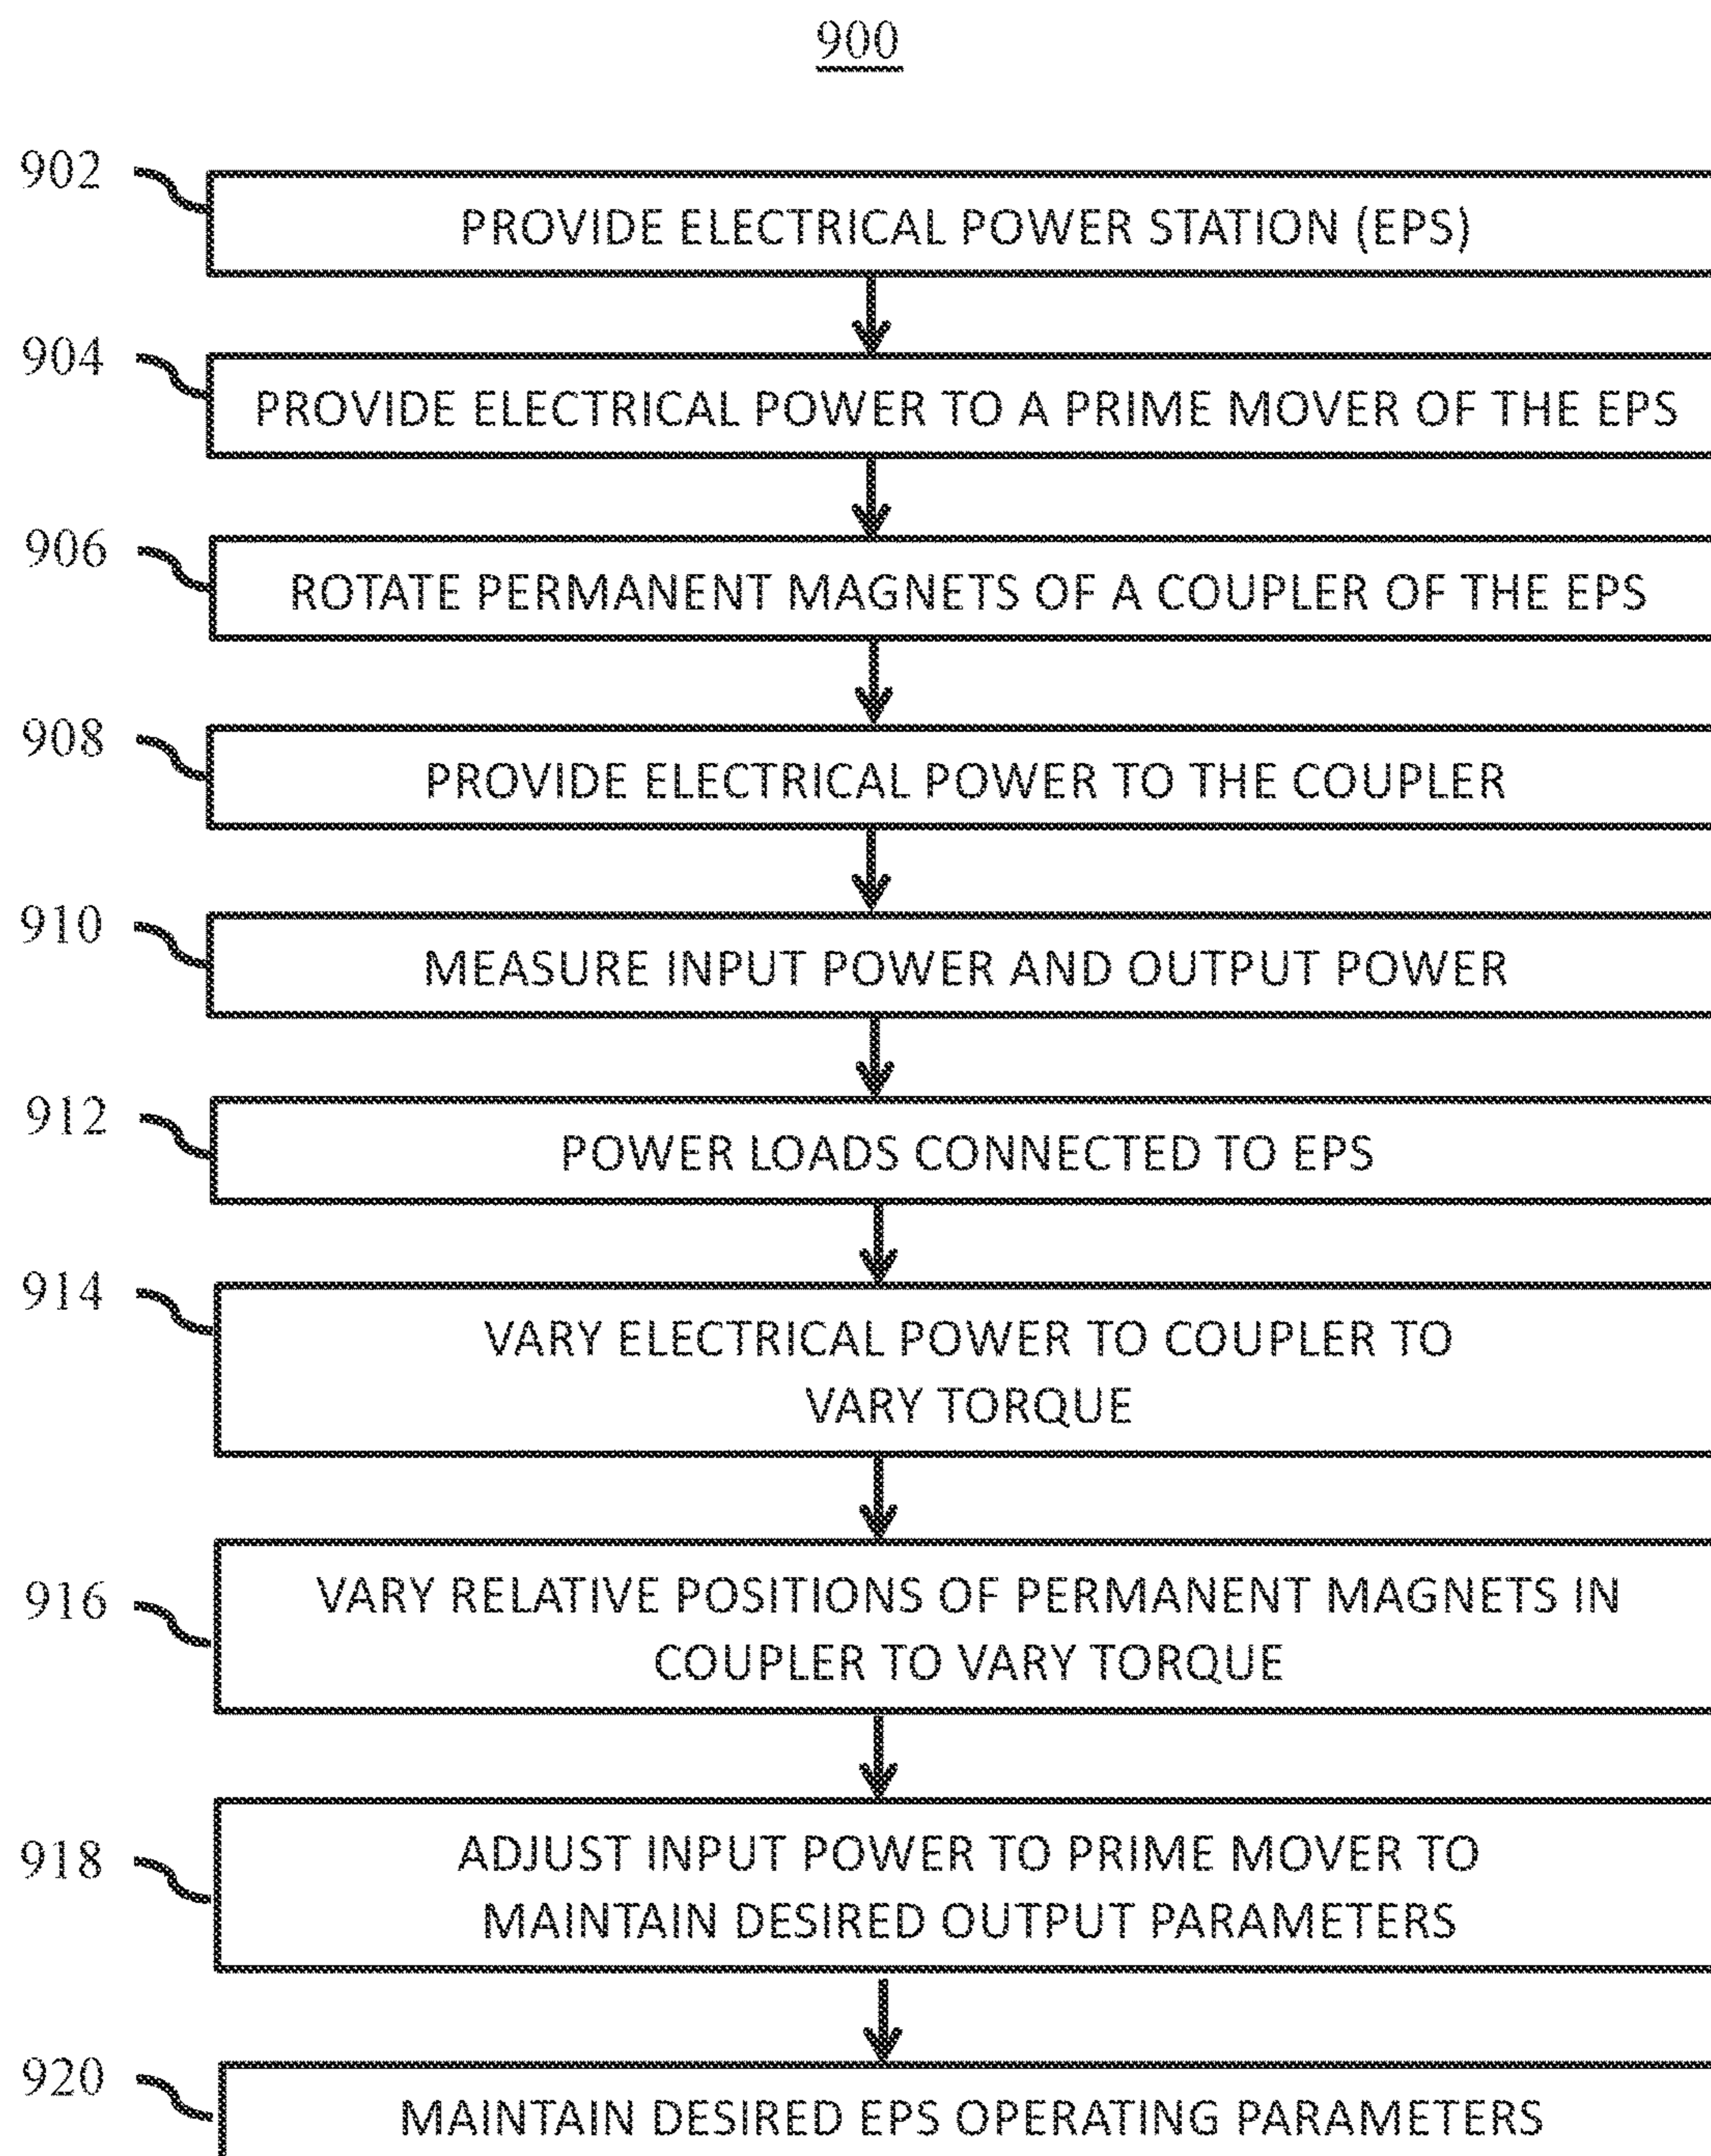 900
902
PROVIDE ELECTRICAL POWER STATION (EPS)
904
PROVIDE ELECTRICAL POWER TO A PRIME MOVER OF THE EPS
906
ROTATE PERMANENT MAGNETS OF A COUPLER OF THE EPS
908
PROVIDE ELECTRICAL POWER TO THE COUPLER
910
MEASURE INPUT POWER AND OUTPUT POWER
912
POWER LOADS CONNECTED TO EPS
914
VARY ELECTRICAL POWER TO COUPLER TO
VARY TORQUE
916
VARY RELATIVE POSITIONS OF PERMANENT MAGNETS IN
COUPLER TO VARY TORQUE
918
ADJUST INPUT POWER TO PRIME MOVER TO
MAINTAIN DESIRED OUTPUT PARAMETERS
920
MAINTAIN DESIRED EPS OPERATING PARAMETERS